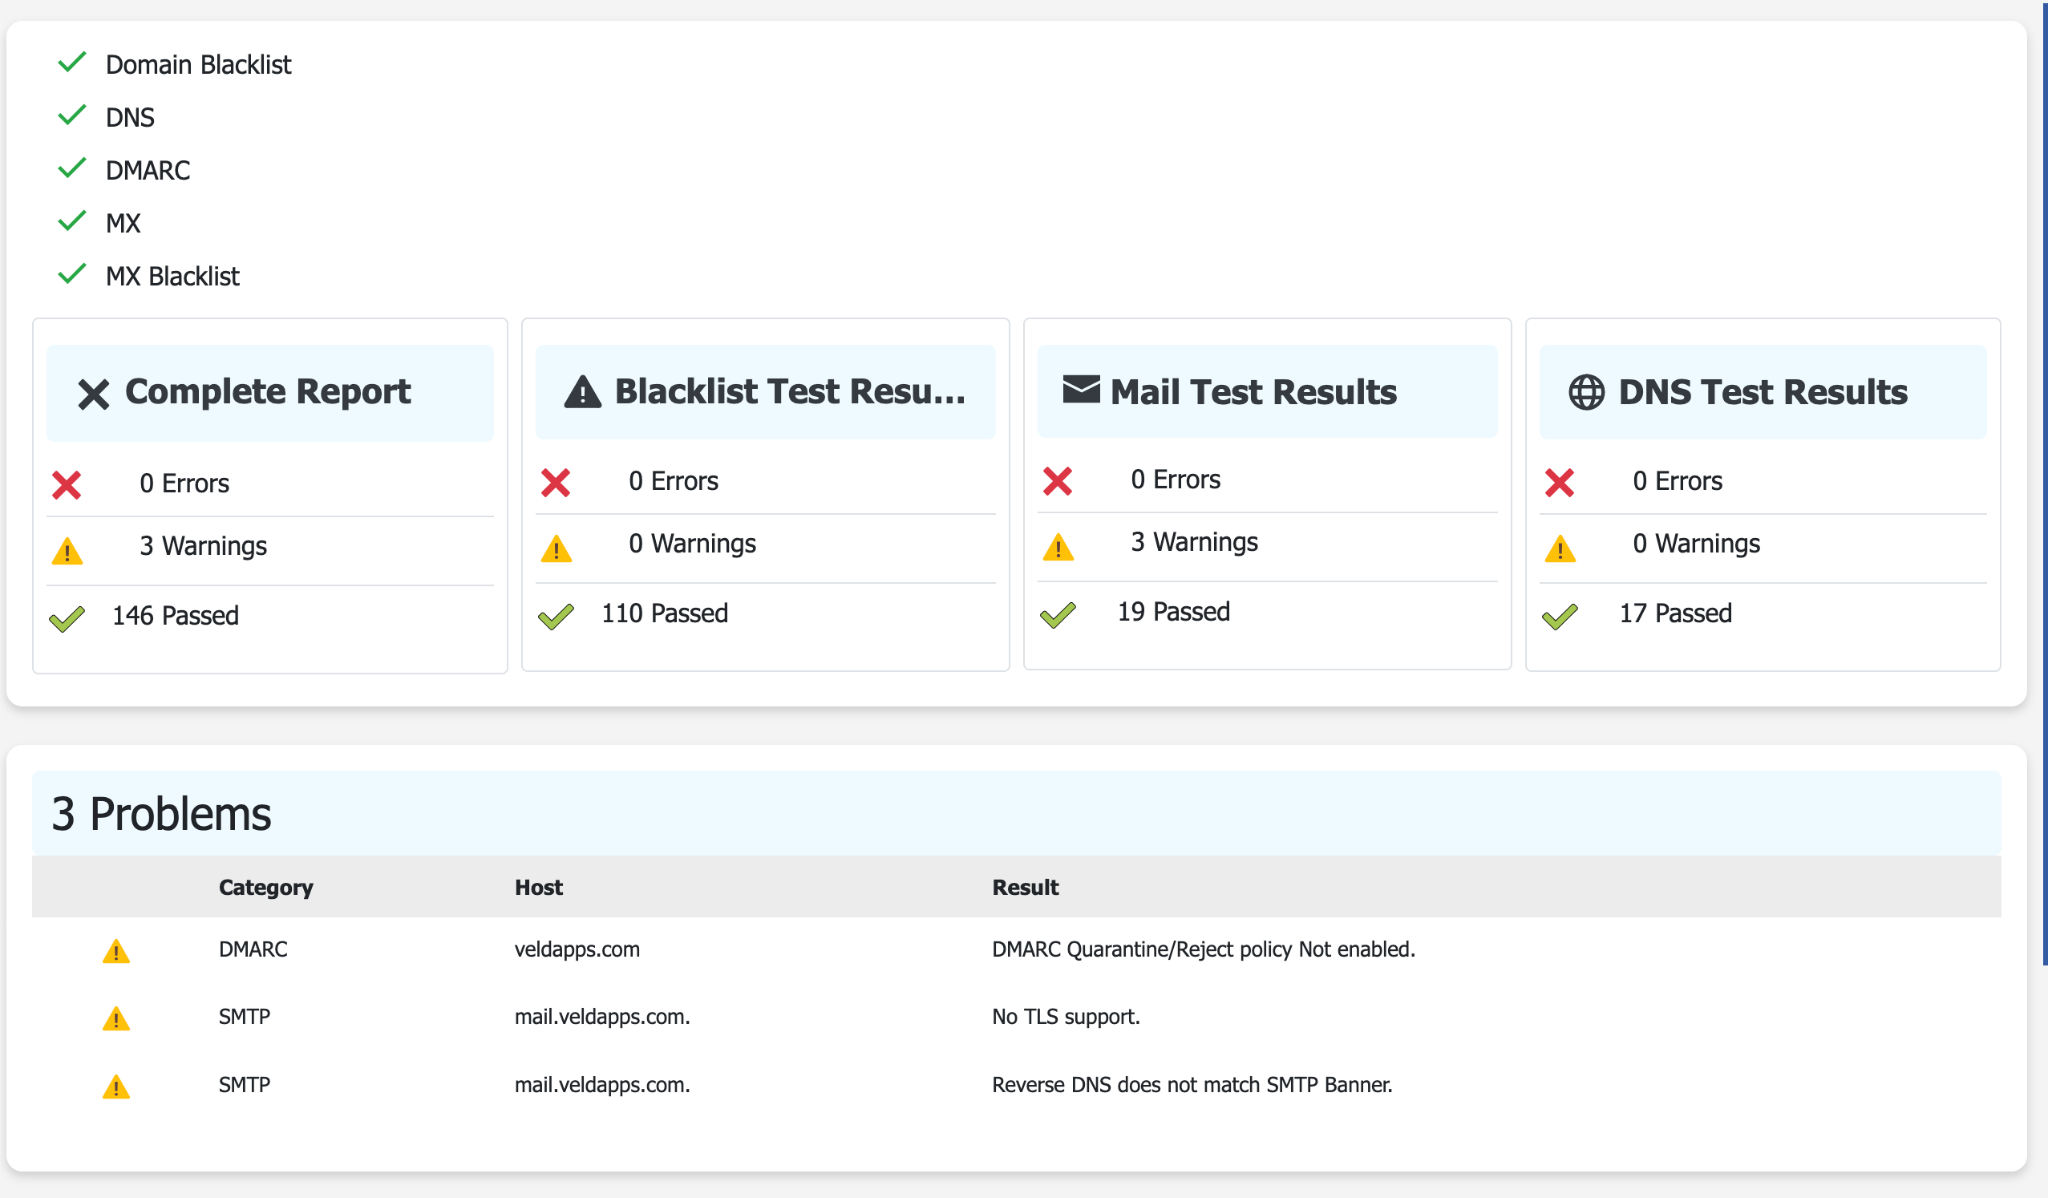 Domain Blacklist
DNS
DMARC
MX
MX Blacklist
Complete Report
0 Errors
3 Warnings
146 Passed
Blacklist Test Resu...
0 Errors
0 Warnings
110 Passed
Mail Test Results
0 Errors
3 Warnings
19 Passed
DNS Test Results
0 Errors
0 Warnings
17 Passed
3 Problems
Category Host Result
DMARC veldapps.com DMARC Quarantine/Reject policy Not enabled.
SMTP mail.veldapps.com. No TLS support.
SMTP mail.veldapps.com. Reverse DNS does not match SMTP Banner.